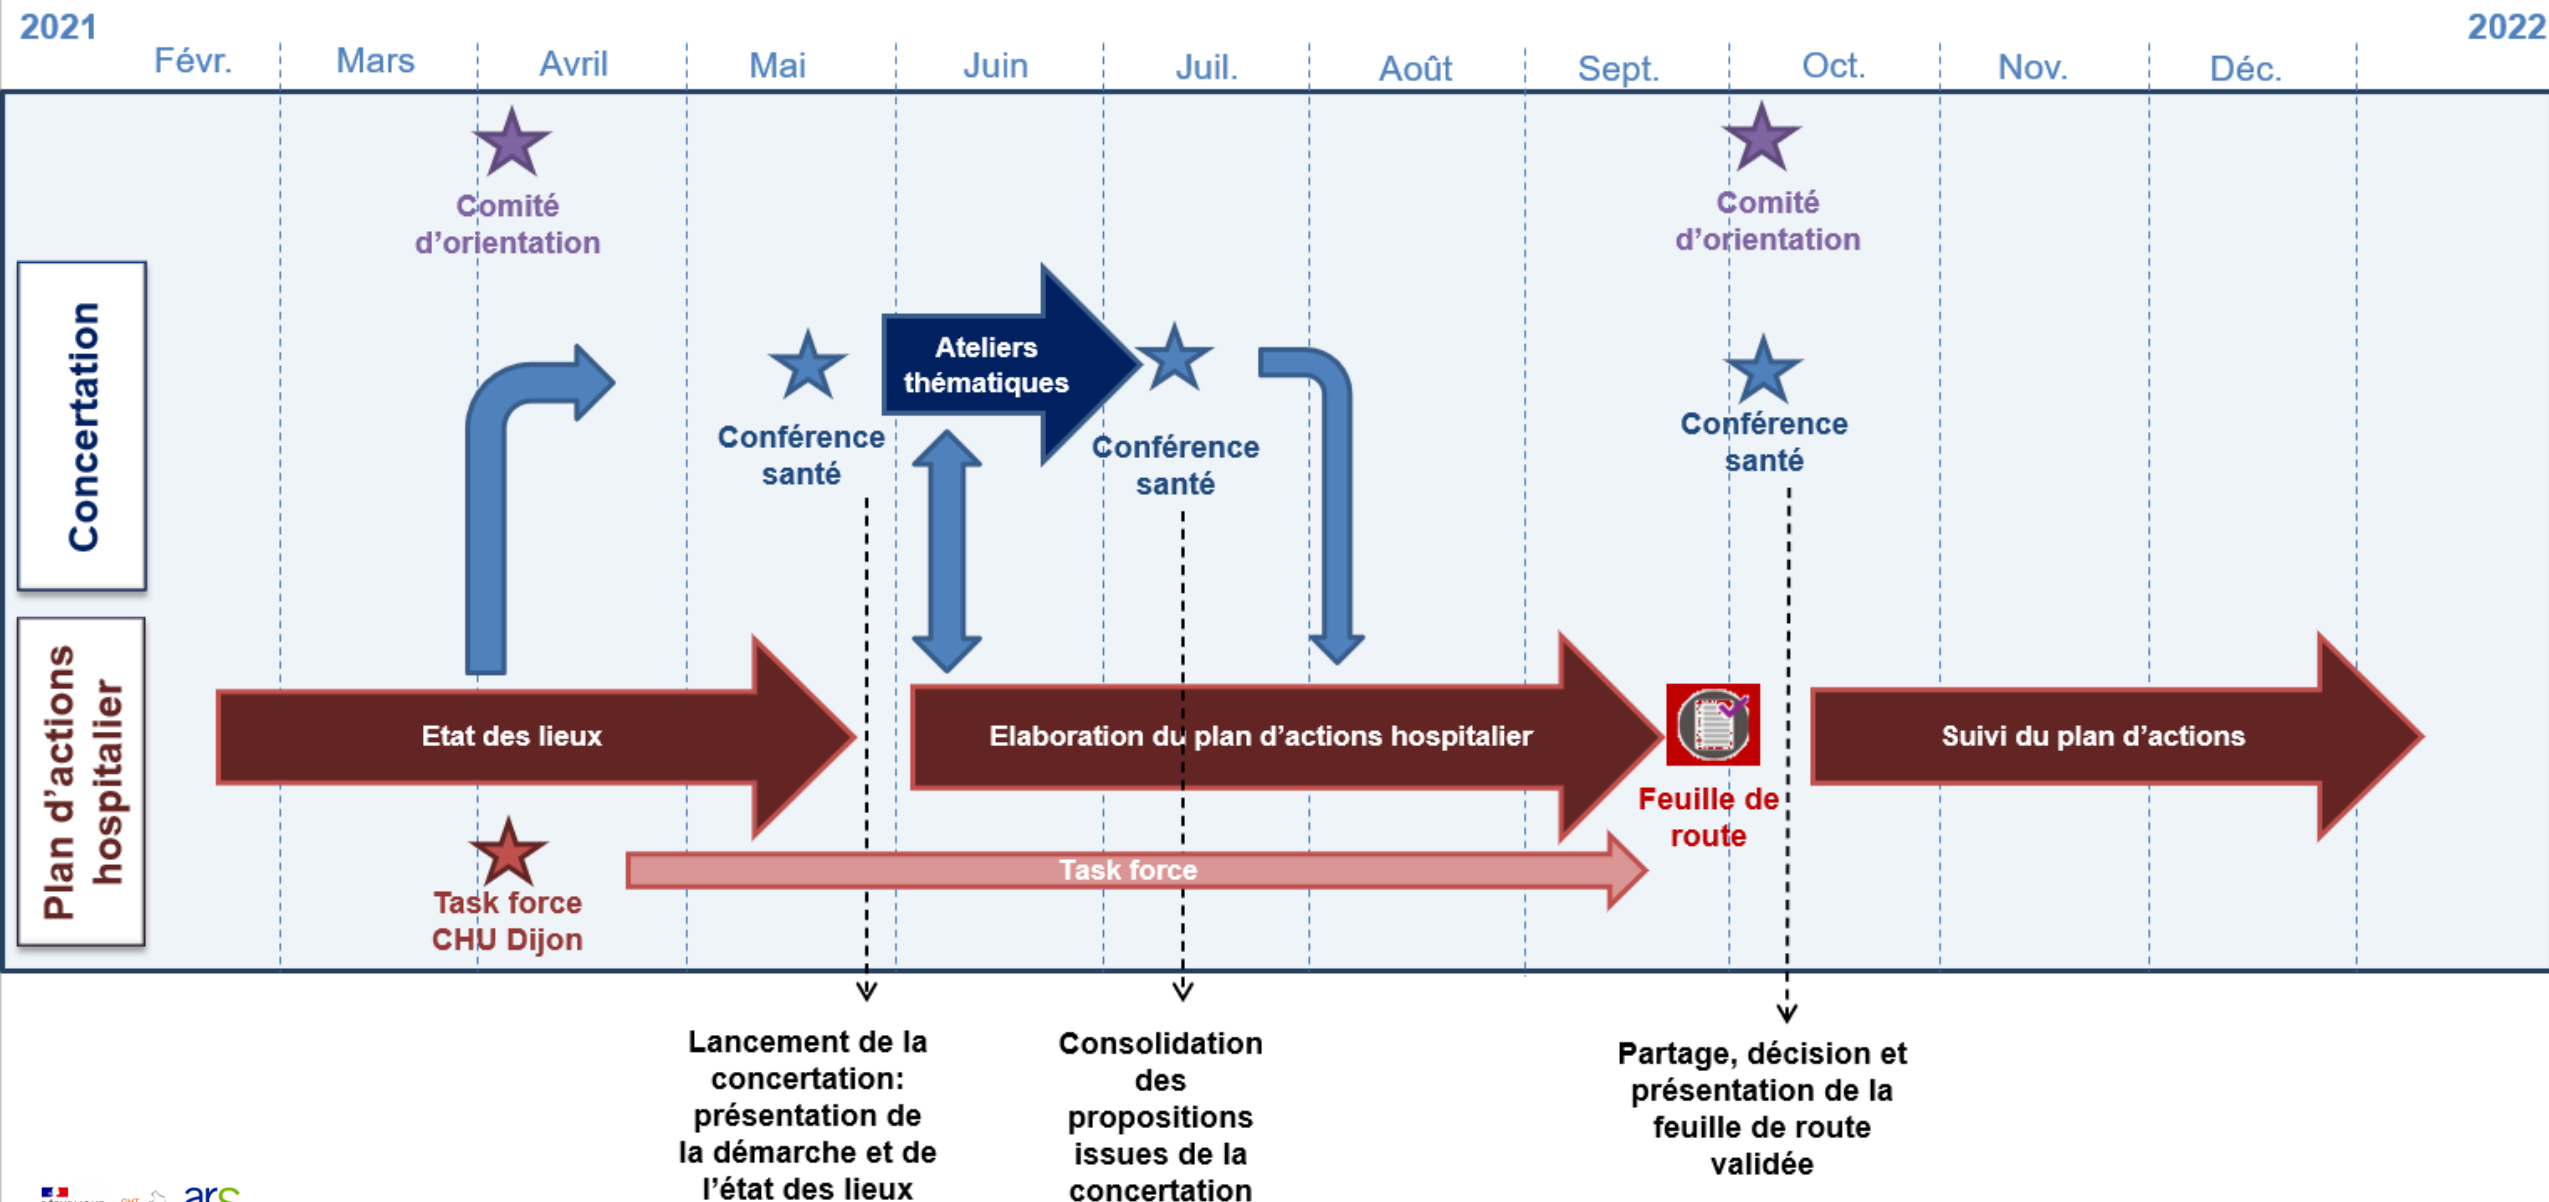 2021
2022
Févr.
Mars
Avril
Mai
Juin
Juil.
Août
Sept.
Oct.
Nov.
Déc.
Comité
d’orientation
Comité
d’orientation
Concertation
Ateliers
thématiques
Conférence
santé
Conférence
santé
Conférence
santé
Plan d’actions
hospitalier
Etat des lieux
Elaboration du plan d’actions hospitalier
Suivi du plan d’actions
Feuille de
route
Task force
Task force
CHU Dijon
Lancement de la
concertation:
présentation de
la démarche et de
l’état des lieux
Consolidation
des
propositions
issues de la
concertation
Partage, décision et
présentation de la
feuille de route
validée
ars